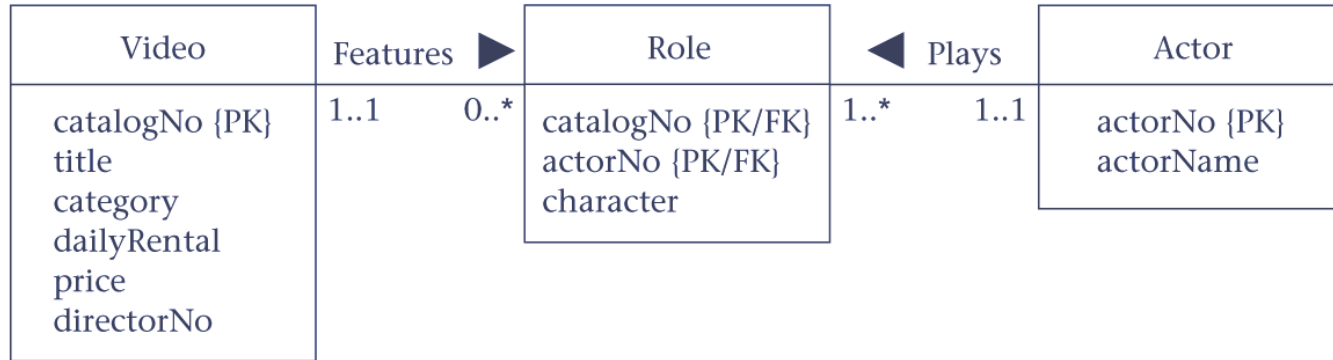 Video
Features
Role
Plays
Actor
catalogNo {PK}
title
category
dailyRental
price
directorNo
1..1
0..*
catalogNo {PK/FK}
actorNo {PK/FK}
character
1..*
1..1
actorNo {PK}
actorName